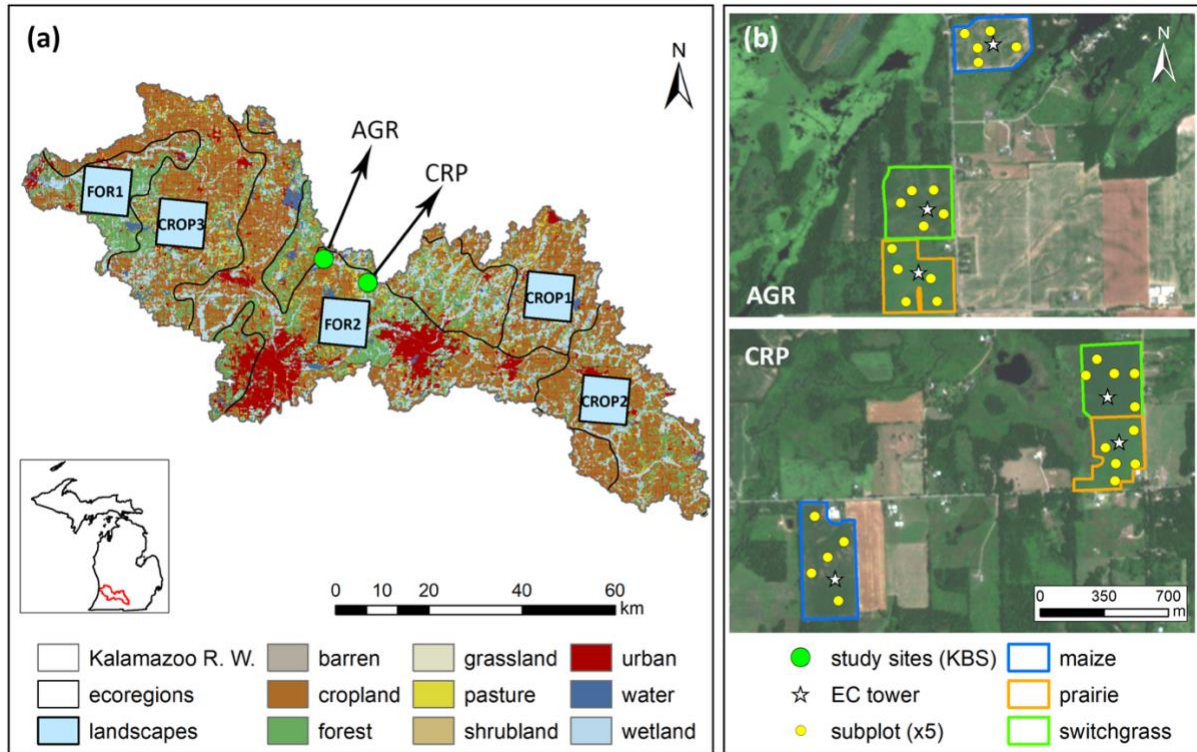 (a)
N
AGR
CRP
FOR1
CROP3
FOR2
CROP1
CROP2
0 10 20 40 60
km
Kalamazoo R. W.
ecoregions
landscapes
barren
cropland
forest
grassland
pasture
shrubland
urban
water
wetland
(b)
N
AGR
CRP
0 350 700
m
study sites (KBS)
EC tower
subplot (x5)
maize
prairie
switchgrass